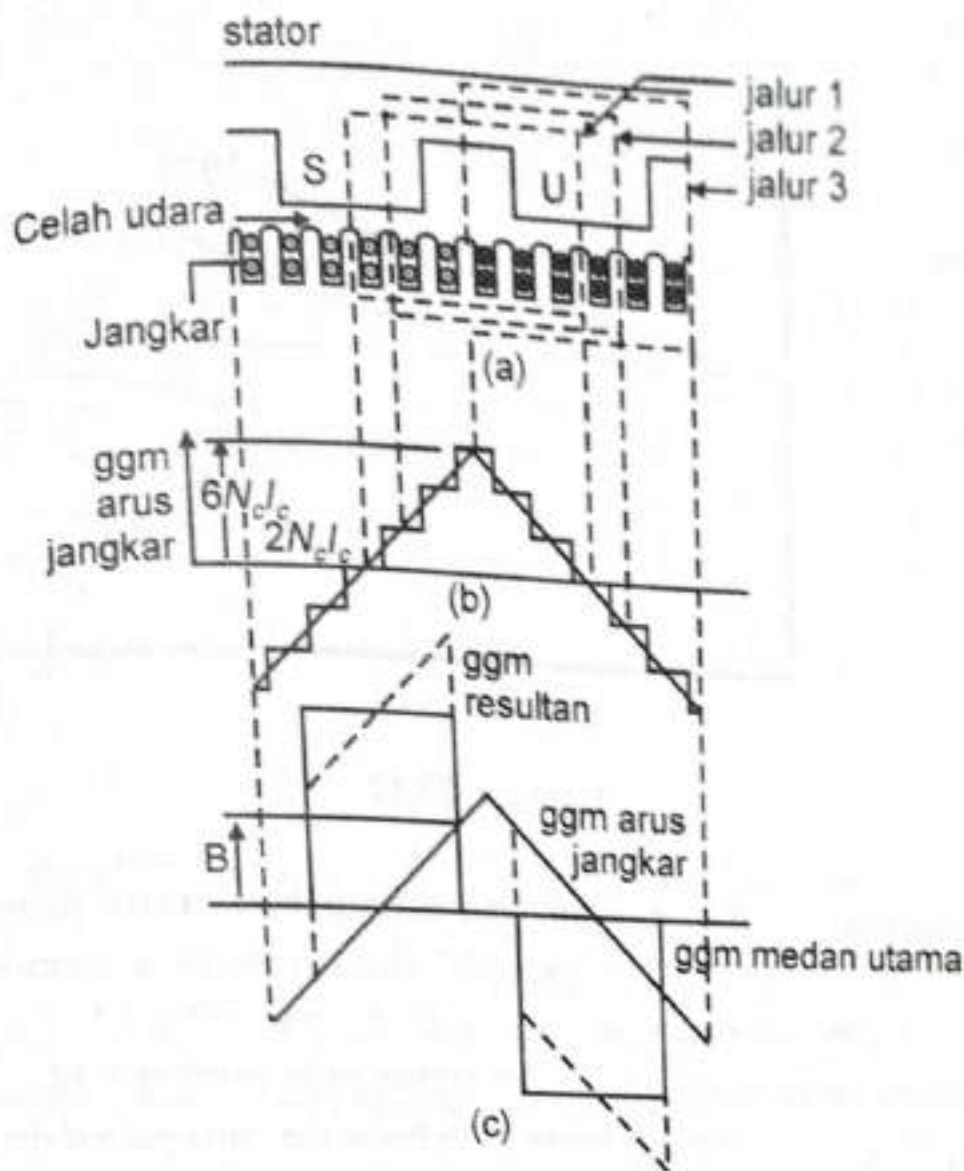 stator
jalur 1
jalur 2
jalur 3
S
U
Celah udara
Jangkar
(a)
ggm
arus
jangkar
6NcIc
2NcIc
(b)
ggm
resultan
B
ggm arus
jangkar
ggm medan utama
(c)